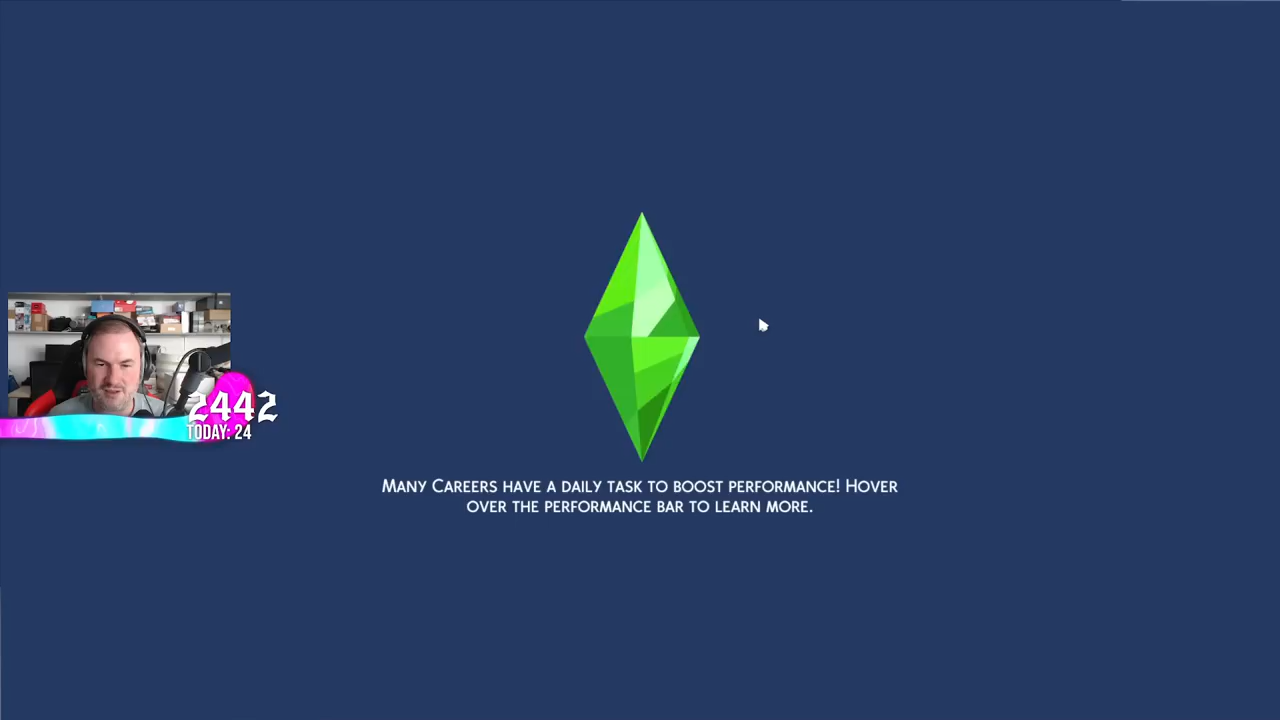 2442
TODAY: 24
MANY CAREERS HAVE A DAILY TASK TO BOOST PERFORMANCE! HOVER
OVER THE PERFORMANCE BAR TO LEARN MORE.